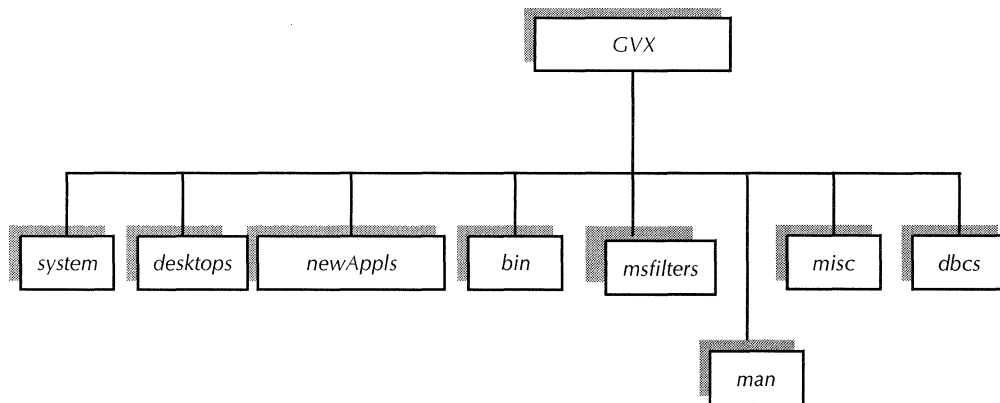 GVX
system
desktops
newAppls
bin
msfilters
misc
dbcs
man